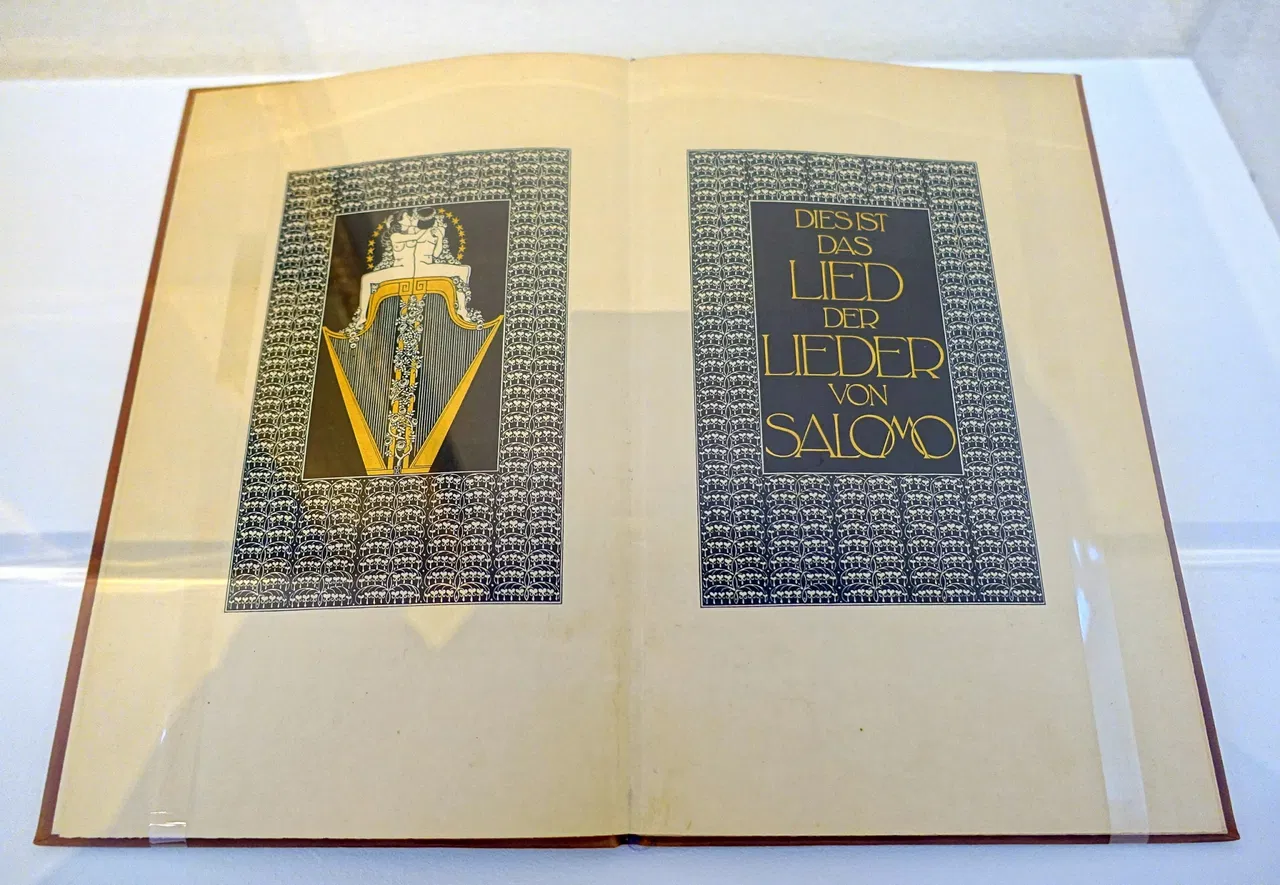 DIES IST
DAS
LIED
DER
LIEDER
VON
SALOMO